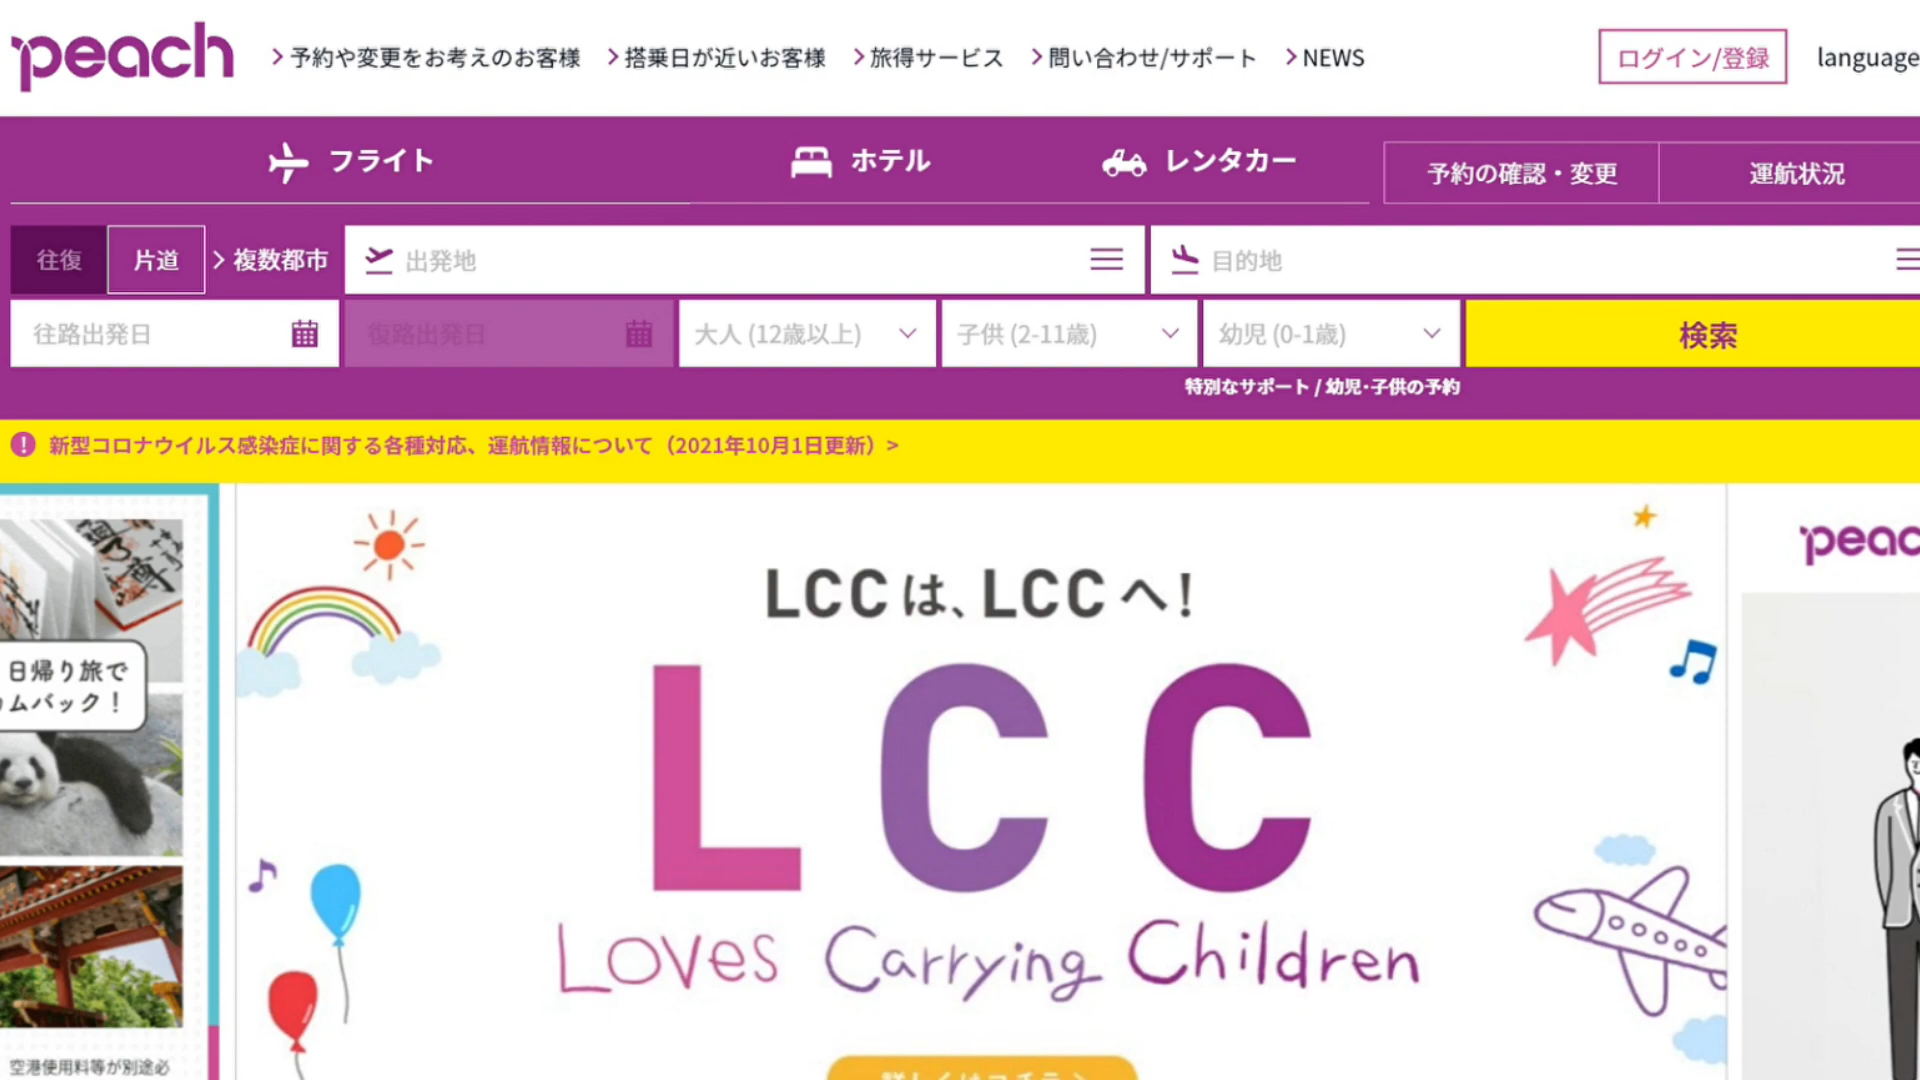 peach
予約や変更をお考えのお客様 搭乗日が近いお客様 旅得サービス 問い合わせ/サポート NEWS ログイン/登録 language
フライト ホテル レンタカー 予約の確認・変更 運航状況
往復 片道 複数都市 出発地 目的地
往路出発日 復路出発日 大人 (12歳以上) 子供 (2-11歳) 幼児 (0-1歳) 検索
特別なサポート / 幼児・子供の予約
新型コロナウイルス感染症に関する各種対応、運航情報について（2021年10月1日更新）>
日帰り旅で
ムバック！
空港使用料等が別途必
LCCは、LCCへ!
LCC
Loves Carrying Children
詳しくはコチラ >
peac